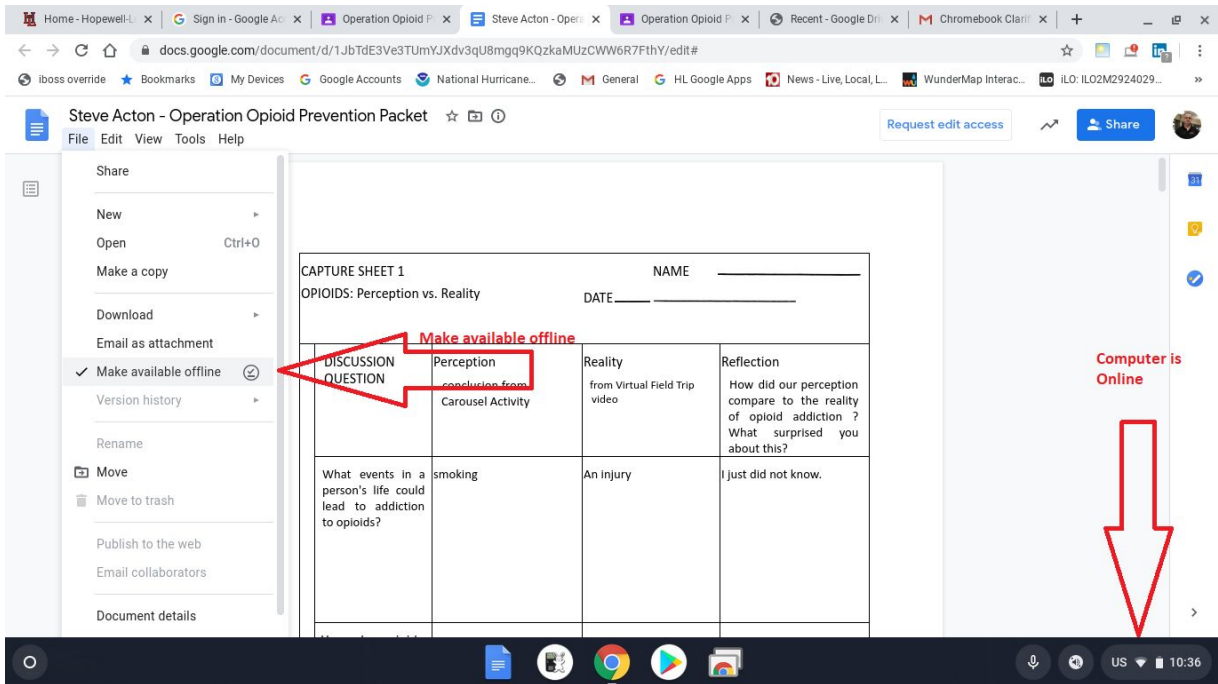 Home - Hopewell-L
Sign in - Google Acc
Operation Opioid P
Steve Acton - Opera
Operation Opioid P
Recent - Google Driv
Chromebook Clarif
docs.google.com/document/d/1JbTdE3Ve3TUmYJXdv3qU8mgq9KQzkaMUzCWW6R7FthY/edit#
iboss override
Bookmarks
My Devices
Google Accounts
National Hurricane...
General
HL Google Apps
News - Live, Local, L...
WunderMap Interac...
iLO: ILO2M2924029...
Steve Acton - Operation Opioid Prevention Packet
File Edit View Tools Help
Request edit access
Share
Share
New
Open Ctrl+O
Make a copy
Download
Email as attachment
Make available offline
Version history
Rename
Move
Move to trash
Publish to the web
Email collaborators
Document details
CAPTURE SHEET 1
NAME
OPIOIDS: Perception vs. Reality
DATE
Make available offline
DISCUSSION
QUESTION
Perception
conclusion from
Carousel Activity
Reality
from Virtual Field Trip
video
Reflection
How did our perception
compare to the reality
of opioid addiction ?
What surprised you
about this?
What events in a
person's life could
lead to addiction
to opioids?
smoking
An injury
I just did not know.
Computer is
Online
31
US
10:36